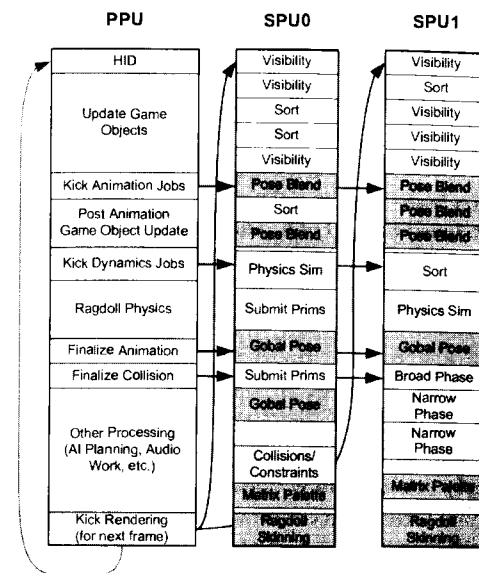 PPU
HID
Update Game
Objects
Kick Animation Jobs
Post Animation
Game Object Update
Kick Dynamics Jobs
Ragdoll Physics
Finalize Animation
Finalize Collision
Other Processing
(AI Planning, Audio
Work, etc.)
Kick Rendering
(for next frame)
SPU0
Visibility
Visibility
Sort
Sort
Visibility
Pose Blend
Sort
Pose Blend
Physics Sim
Submit Prims
Gobal Pose
Submit Prims
Gobal Pose
Collisions/
Constraints
Matrix Palette
Ragdoll
Skinning
SPU1
Visibility
Sort
Visibility
Visibility
Visibility
Pose Blend
Pose Blend
Pose Blend
Sort
Physics Sim
Gobal Pose
Broad Phase
Narrow
Phase
Narrow
Phase
Matrix Palette
Ragdoll
Skinning